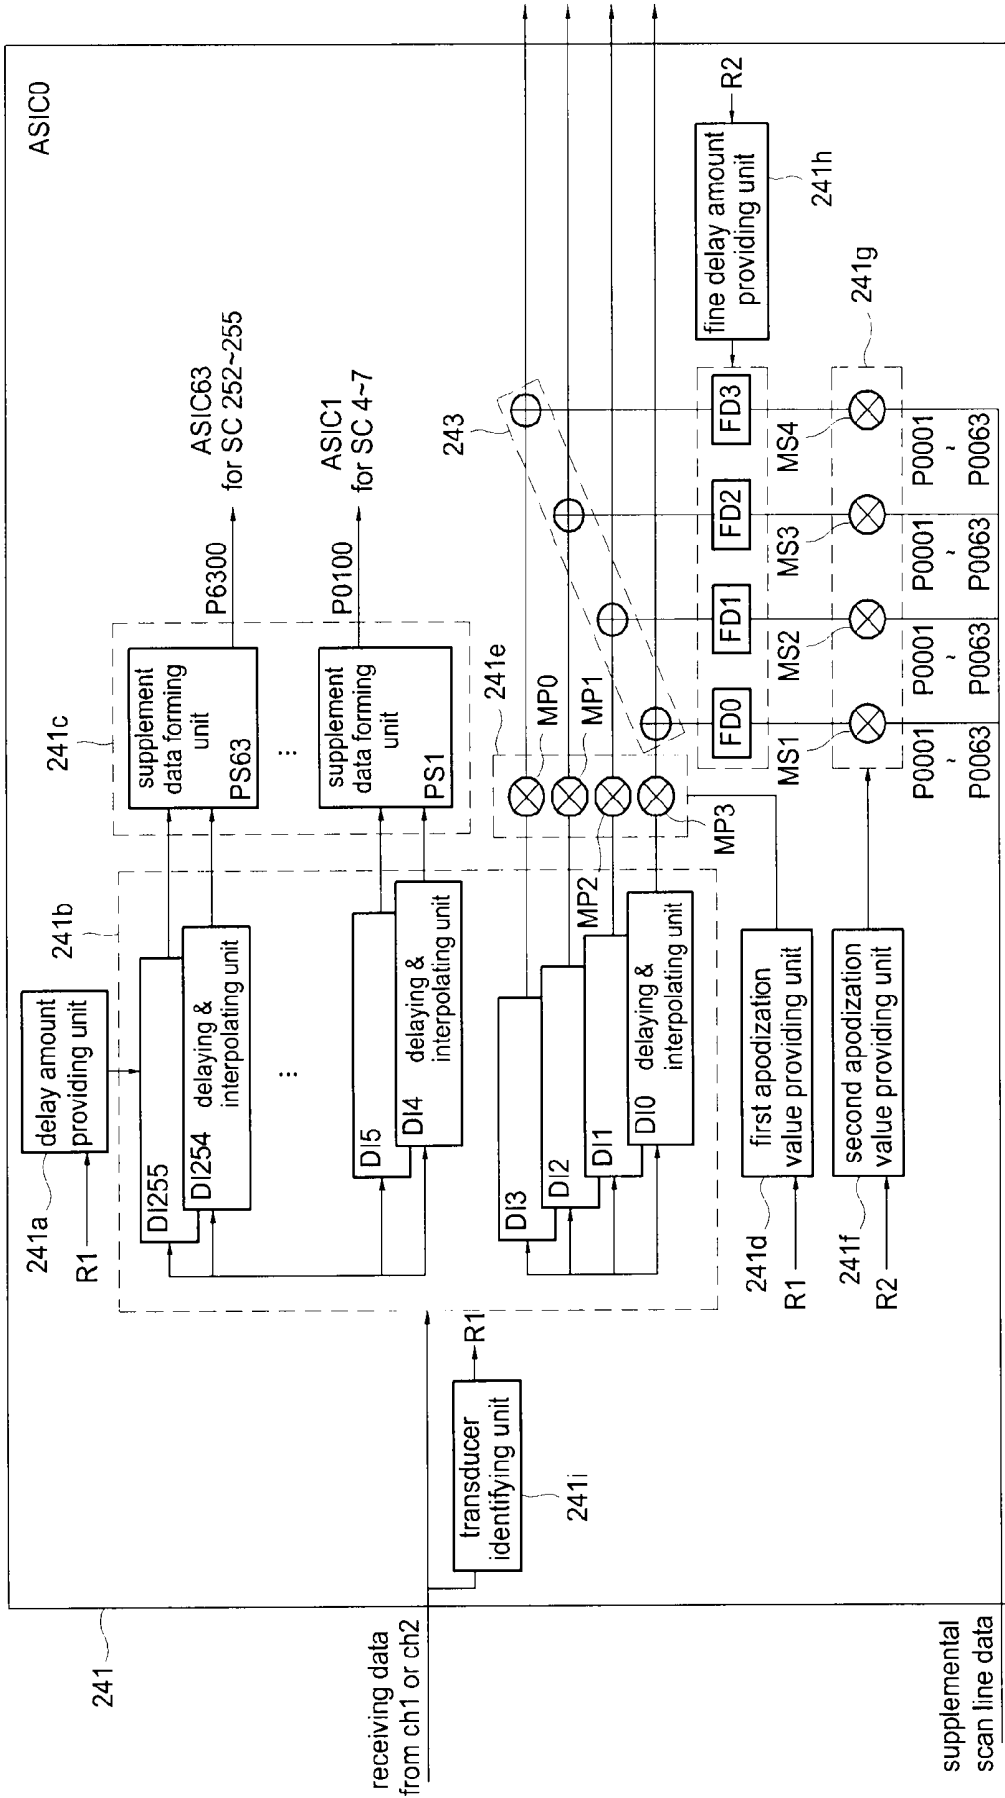 ASIC0
241
receiving data
from ch1 or ch2
transducer
identifying unit
241i
R1
delay amount
providing unit
241a
R1
241b
DI255
DI254
delaying &
interpolating unit
...
DI5
DI4
delaying &
interpolating unit
DI3
DI2
DI1
DI0
delaying &
interpolating unit
241c
supplement
data forming
unit
PS63
...
supplement
data forming
unit
PS1
P6300
ASIC63
for SC 252~255
P0100
ASIC1
for SC 4~7
241e
MP0
MP1
MP2
MP3
243
first apodization
value providing unit
241d
R1
second apodization
value providing unit
241f
R2
FD0
FD1
FD2
FD3
fine delay amount
providing unit
R2
241h
MS1
MS2
MS3
MS4
241g
P0001
~
P0063
P0001
~
P0063
P0001
~
P0063
P0001
~
P0063
supplemental
scan line data